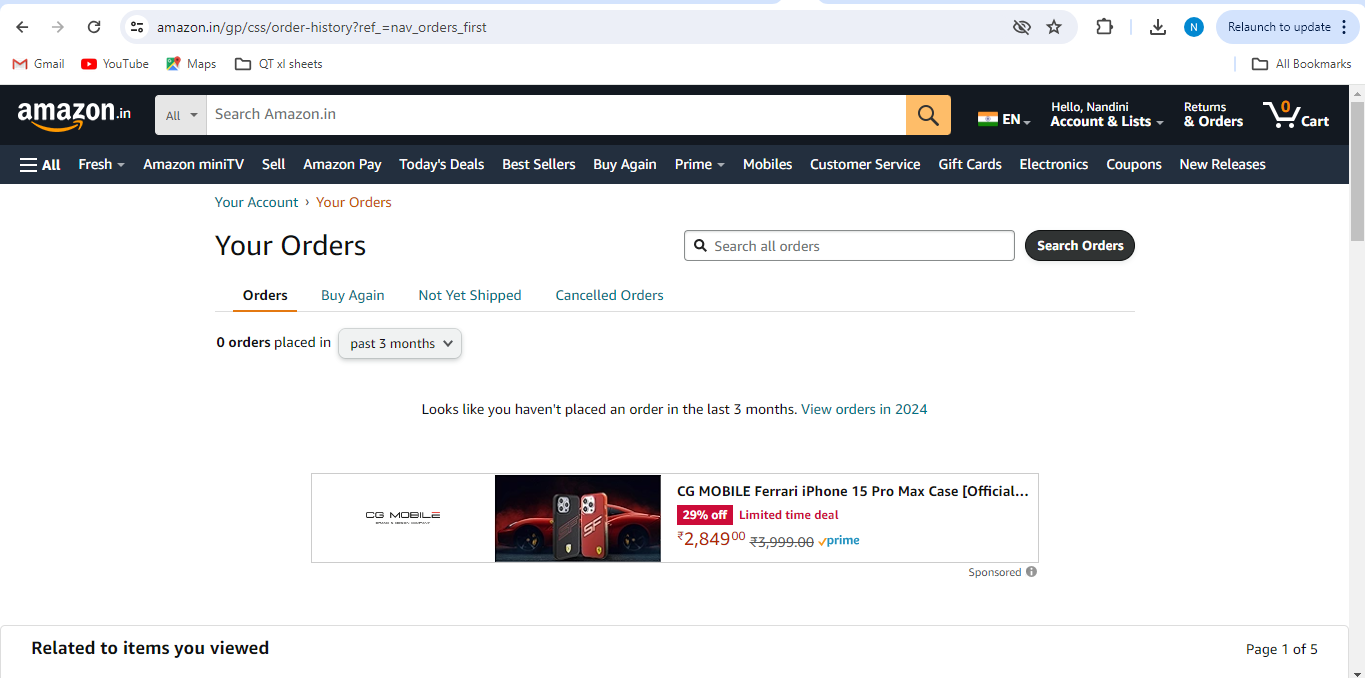 amazon.in/gp/css/order-history?ref_=nav_orders_first
N
Relaunch to update
Gmail YouTube Maps QT xl sheets All Bookmarks
amazon.in
All Search Amazon.in
EN
Hello, Nandini
Account & Lists
Returns
& Orders
0
Cart
All Fresh Amazon miniTV Sell Amazon Pay Today's Deals Best Sellers Buy Again Prime Mobiles Customer Service Gift Cards Electronics Coupons New Releases
Your Account › Your Orders
Your Orders
Search all orders
Search Orders
Orders Buy Again Not Yet Shipped Cancelled Orders
0 orders placed in past 3 months
Looks like you haven't placed an order in the last 3 months. View orders in 2024
CG MOBILE
BRAND & DESIGN COMPANY
SF
CG MOBILE Ferrari iPhone 15 Pro Max Case [Official...
29% off Limited time deal
₹2,84900 ₹3,999.00 prime
Sponsored
Related to items you viewed
Page 1 of 5